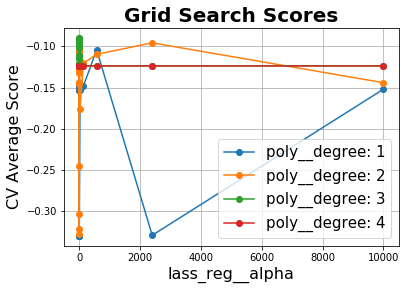 Grid Search Scores
CV Average Score
−0.10
−0.15
−0.20
−0.25
−0.30
poly__degree: 1
poly__degree: 2
poly__degree: 3
poly__degree: 4
0 2000 4000 6000 8000 10000
lass_reg__alpha